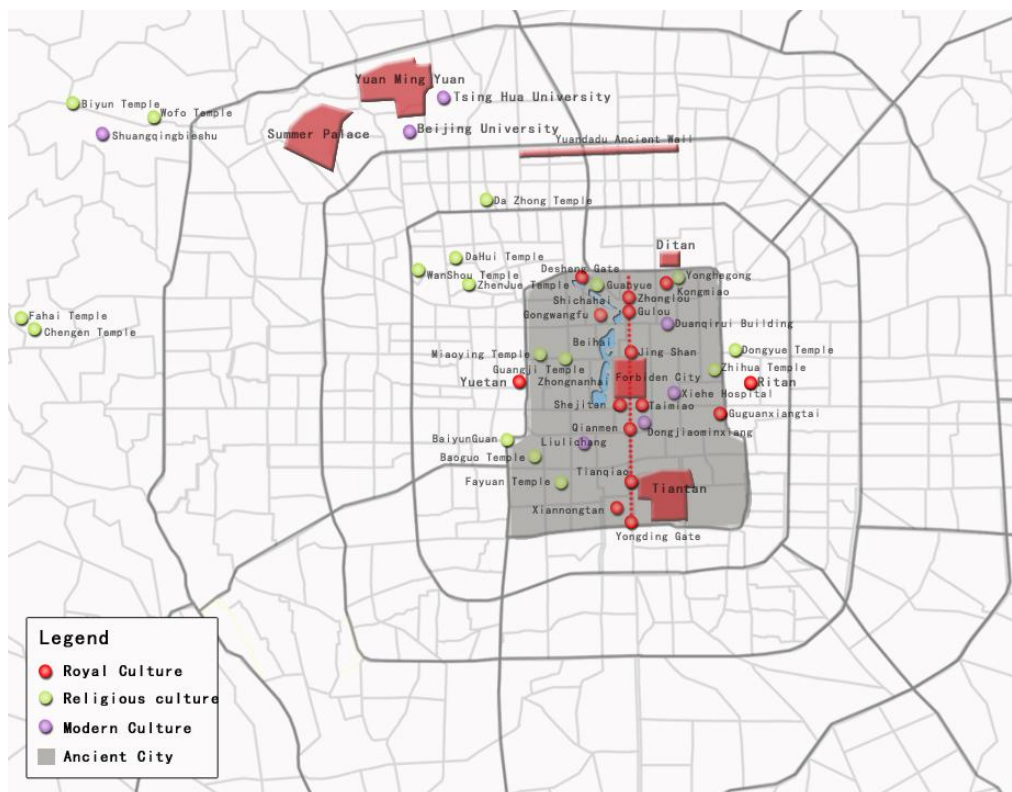 Yuan Ming Yuan
Tsing Hua University
Biyun Temple
Wofo Temple
Shuangqingbieshu
Summer Palace
Beijing University
Yuandadu Ancient Wall
Da Zhong Temple
Ditan
DaHui Temple
WanShou Temple
ZhenJue Temple
Desheng Gate
Guanyue
Yonghegong
Kongmiao
Shichahai
Zhonglou
Gongwangfu
Gulou
Duanqirui Building
Fahai Temple
Chengen Temple
Beihai
Miaoying Temple
Jing Shan
Dongyue Temple
Guangji Temple
Zhihua Temple
Yuetan
Zhongnanhai
Forbiden City
Ritan
Xiehe Hospital
Shejitan
Taimiao
Guguanxiangtai
Qianmen
Dongjiaominxiang
BaiyunGuan
Liulichang
Baoguo Temple
Tianqiao
Fayuan Temple
Tiantan
Xiannongtan
Yongding Gate
Legend
Royal Culture
Religious culture
Modern Culture
Ancient City